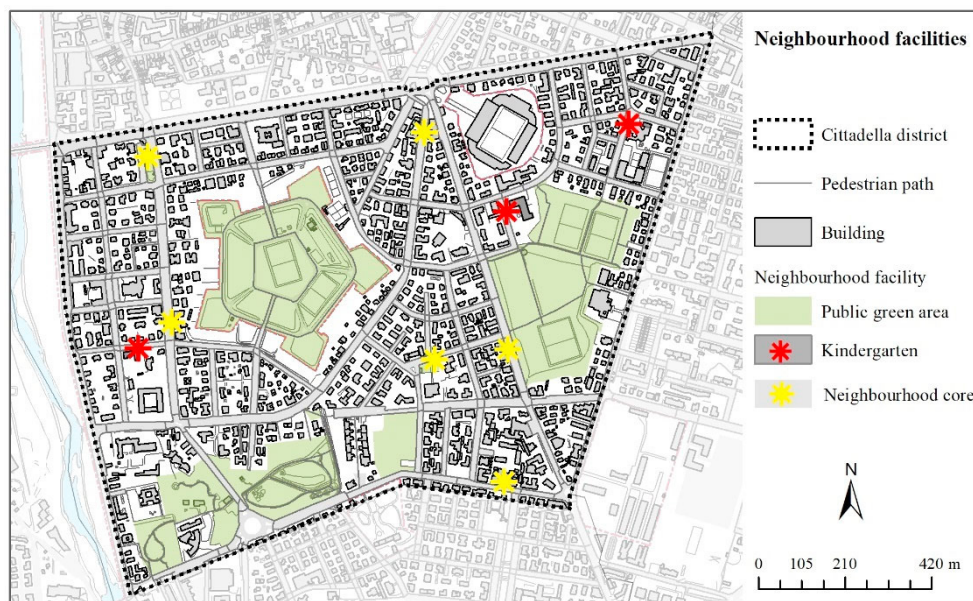 Neighbourhood facilities
Cittadella district
Pedestrian path
Building
Neighbourhood facility
Public green area
Kindergarten
Neighbourhood core
N
0 105 210 420 m